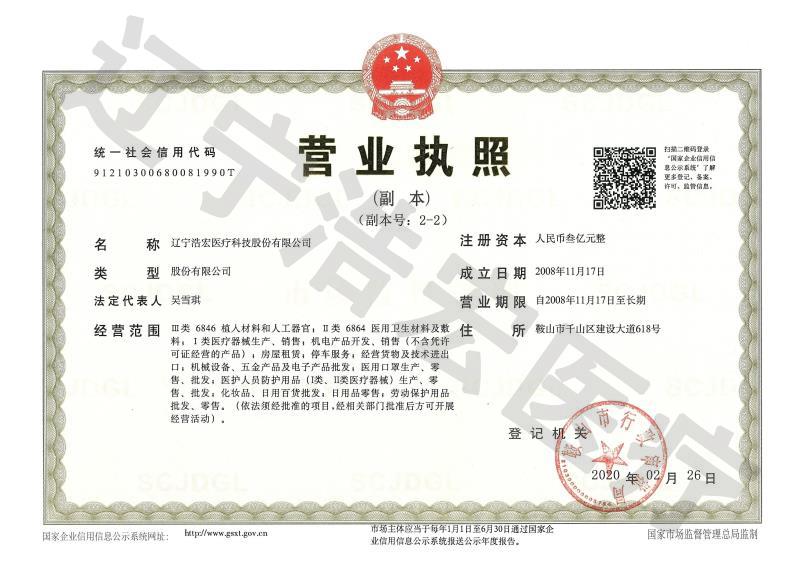 统一社会信用代码
91210300680081990T
营业执照
(副 本)
(副本号：2-2)
扫描二维码登录
“国家企业信用信
息公示系统”了解
更多登记、备案、
许可、监管信息。
名 称 辽宁浩宏医疗科技股份有限公司
类 型 股份有限公司
法定代表人 吴雪琪
经营范围 Ⅲ类 6846 植入材料和人工器官；Ⅱ类 6864 医用卫生材料及敷
料；Ⅰ类医疗器械生产、销售；机电产品开发、销售（不含凭许
可证经营的产品）；房屋租赁；停车服务；经营货物及技术进出
口；机械设备、五金产品及电子产品批发；医用口罩生产、零
售、批发；医护人员防护用品（Ⅰ类、Ⅱ类医疗器械）生产、零
售、批发；化妆品、日用百货批发；日用品零售；劳动保护用品
批发、零售。（依法须经批准的项目，经相关部门批准后方可开展
经营活动）。
注册资本 人民币叁亿元整
成立日期 2008年11月17日
营业期限 自2008年11月17日至长期
住 所 鞍山市千山区建设大道618号
登记机关
2020 年 02 月 26 日
国家企业信用信息公示系统网址: http://www.gsxt.gov.cn
市场主体应当于每年1月1日至6月30日通过国家企
业信用信息公示系统报送公示年度报告。
国家市场监督管理总局监制
辽宁浩宏医疗
SCJDGL